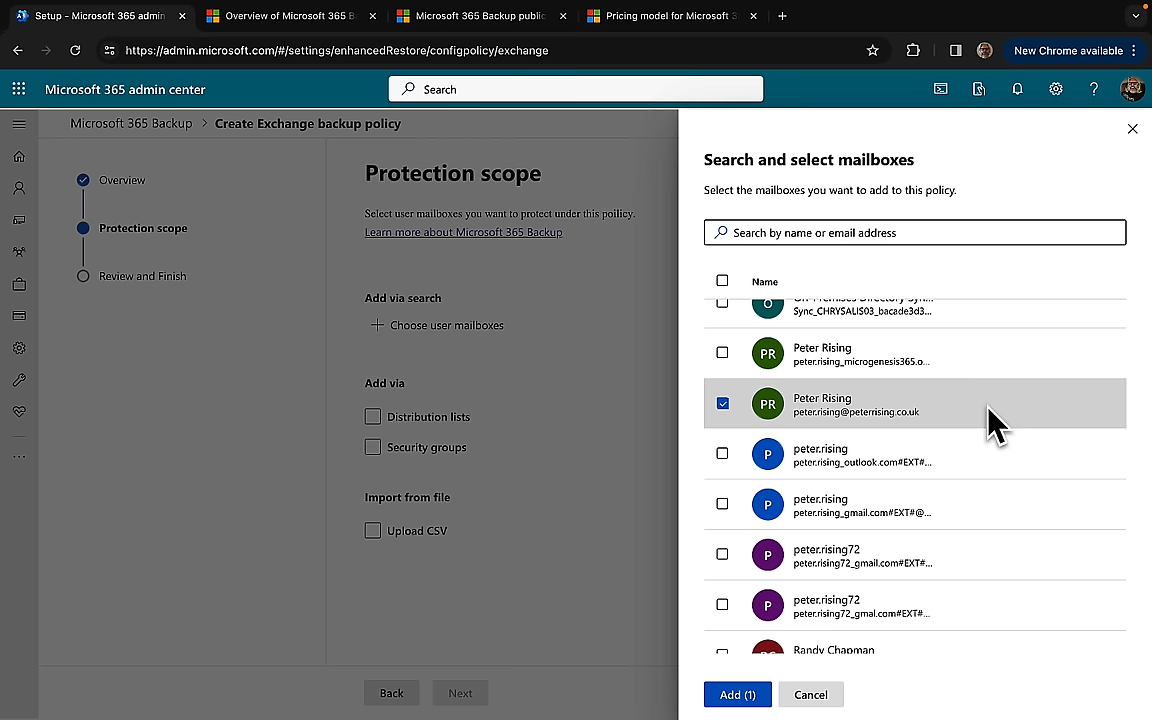 Setup - Microsoft 365 admin
Overview of Microsoft 365 B
Microsoft 365 Backup public
Pricing model for Microsoft 3
https://admin.microsoft.com/#/settings/enhancedRestore/configpolicy/exchange
New Chrome available
Microsoft 365 admin center
Search
Microsoft 365 Backup > Create Exchange backup policy
Overview
Protection scope
Review and Finish
Protection scope
Select user mailboxes you want to protect under this poilicy.
Learn more about Microsoft 365 Backup
Add via search
Choose user mailboxes
Add via
Distribution lists
Security groups
Import from file
Upload CSV
Back
Next
Search and select mailboxes
Select the mailboxes you want to add to this policy.
Search by name or email address
Name
O
On-Premises Directory Syn...
Sync_CHRYSALIS03_bacade3d3...
PR
Peter Rising
peter.rising_microgenesis365.o...
PR
Peter Rising
peter.rising@peterrising.co.uk
P
peter.rising
peter.rising_outlook.com#EXT#...
P
peter.rising
peter.rising_gmail.com#EXT#@...
P
peter.rising72
peter.rising72_gmail.com#EXT#...
P
peter.rising72
peter.rising72_gmal.com#EXT#...
Randy Chapman
Add (1)
Cancel